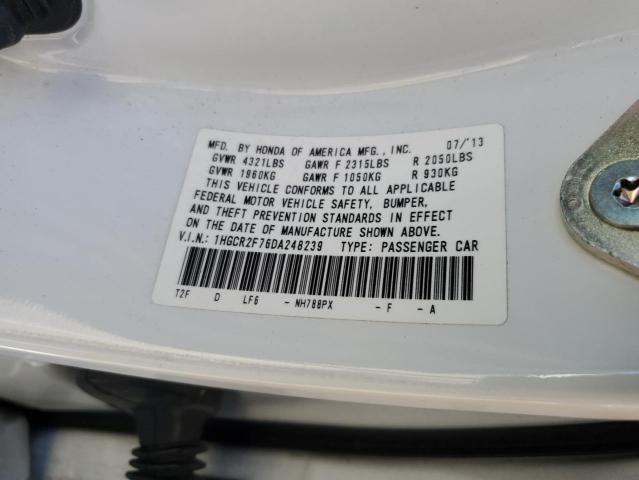 MFD. BY HONDA OF AMERICA MFG., INC. 07/'13
GVWR 4321LBS GAWR F 2315LBS R 2050LBS
GVWR 1960KG GAWR F 1050KG R 930KG
THIS VEHICLE CONFORMS TO ALL APPLICABLE
FEDERAL MOTOR VEHICLE SAFETY, BUMPER,
AND THEFT PREVENTION STANDARDS IN EFFECT
ON THE DATE OF MANUFACTURE SHOWN ABOVE.
V.I.N.: 1HGCR2F76DA248239 TYPE: PASSENGER CAR
T2F D LF6 - NH788PX - F - A